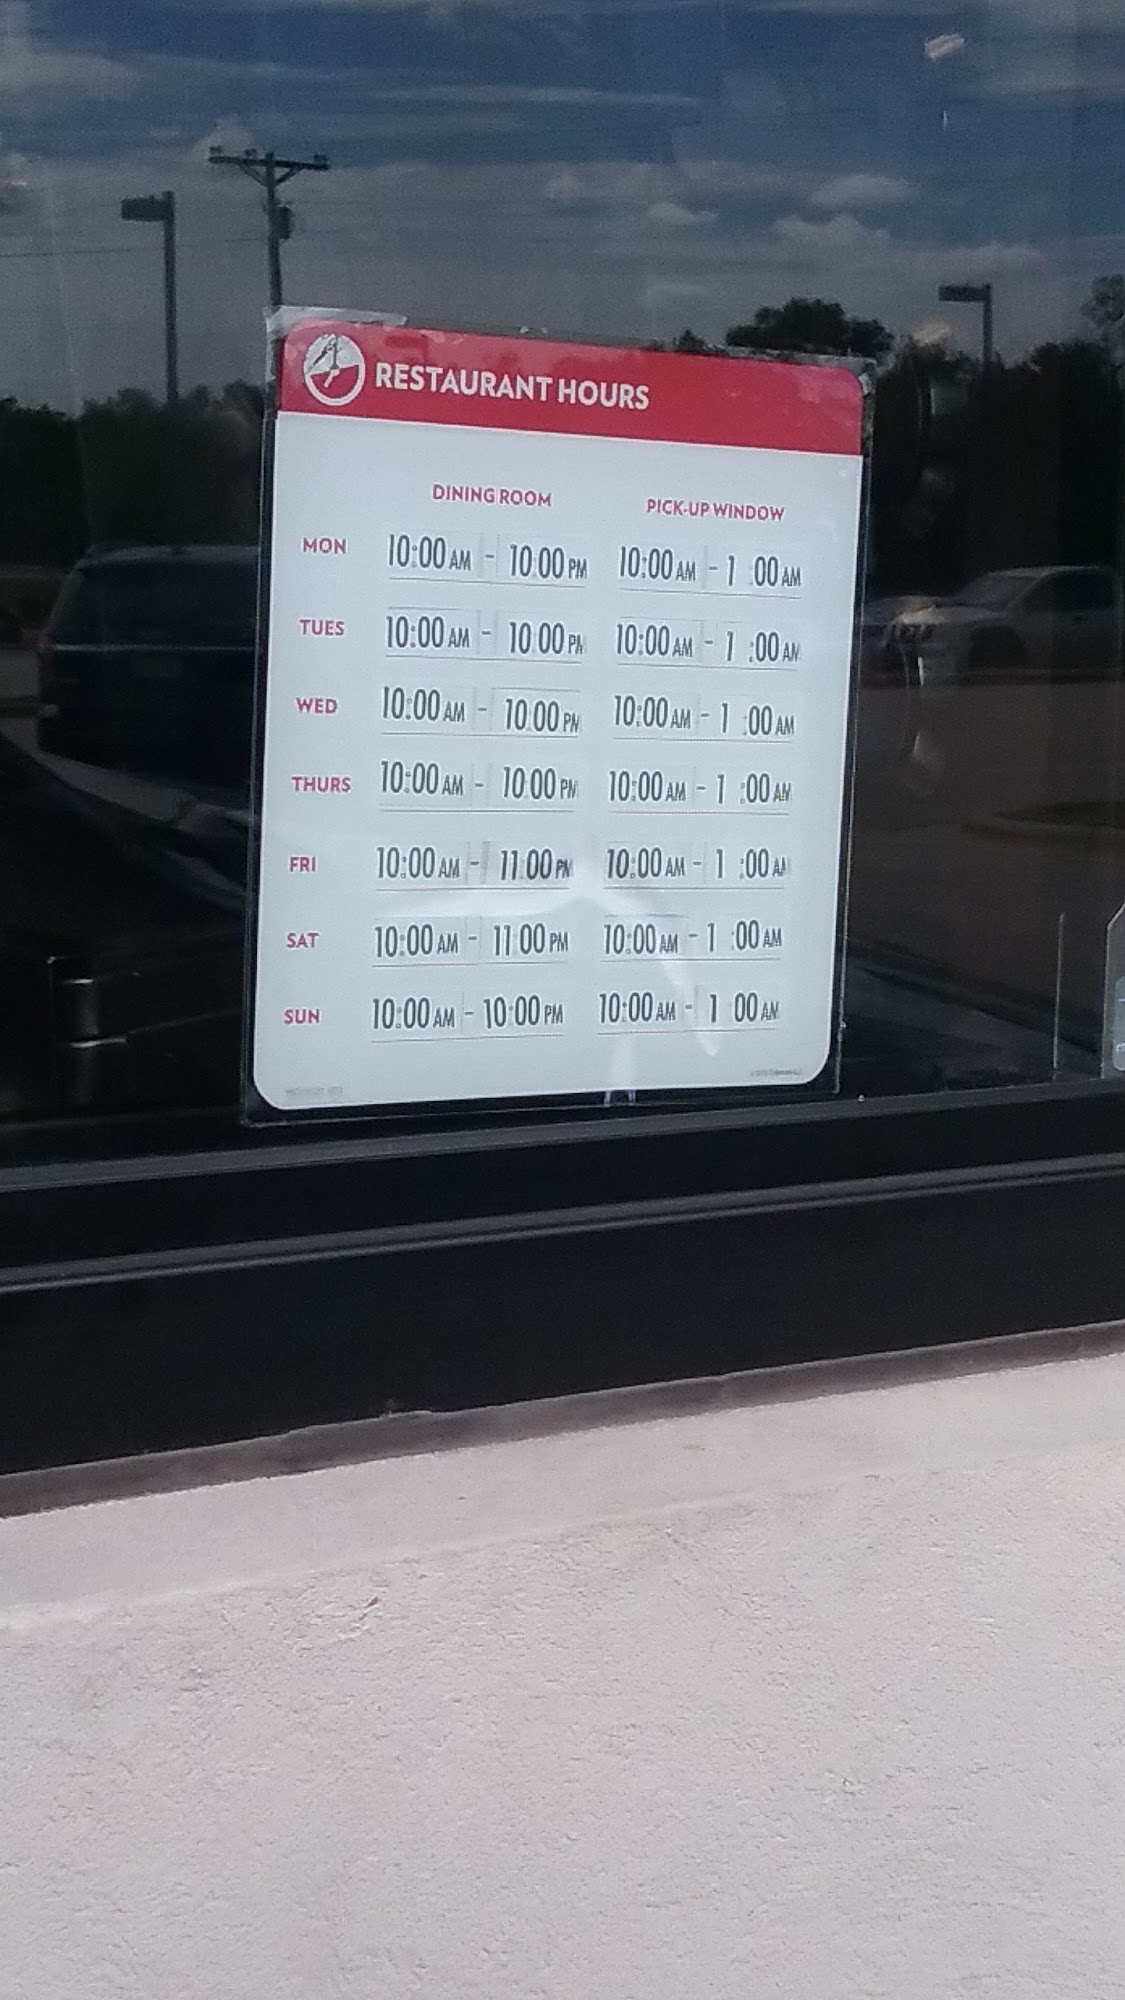 RESTAURANT HOURS
DINING ROOM PICK-UP WINDOW
MON 10:00 AM - 10:00 PM 10:00 AM - 1 00 AM
TUES 10:00 AM - 10:00 PM 10:00 AM - 1 :00 AM
WED 10:00 AM - 10:00 PM 10:00 AM - 1 :00 AM
THURS 10:00 AM - 10:00 PM 10:00 AM - 1 :00 AM
FRI 10:00 AM - 11:00 PM 10:00 AM - 1 :00 AM
SAT 10:00 AM - 11:00 PM 10:00 AM - 1 :00 AM
SUN 10:00 AM - 10:00 PM 10:00 AM - 1 00 AM